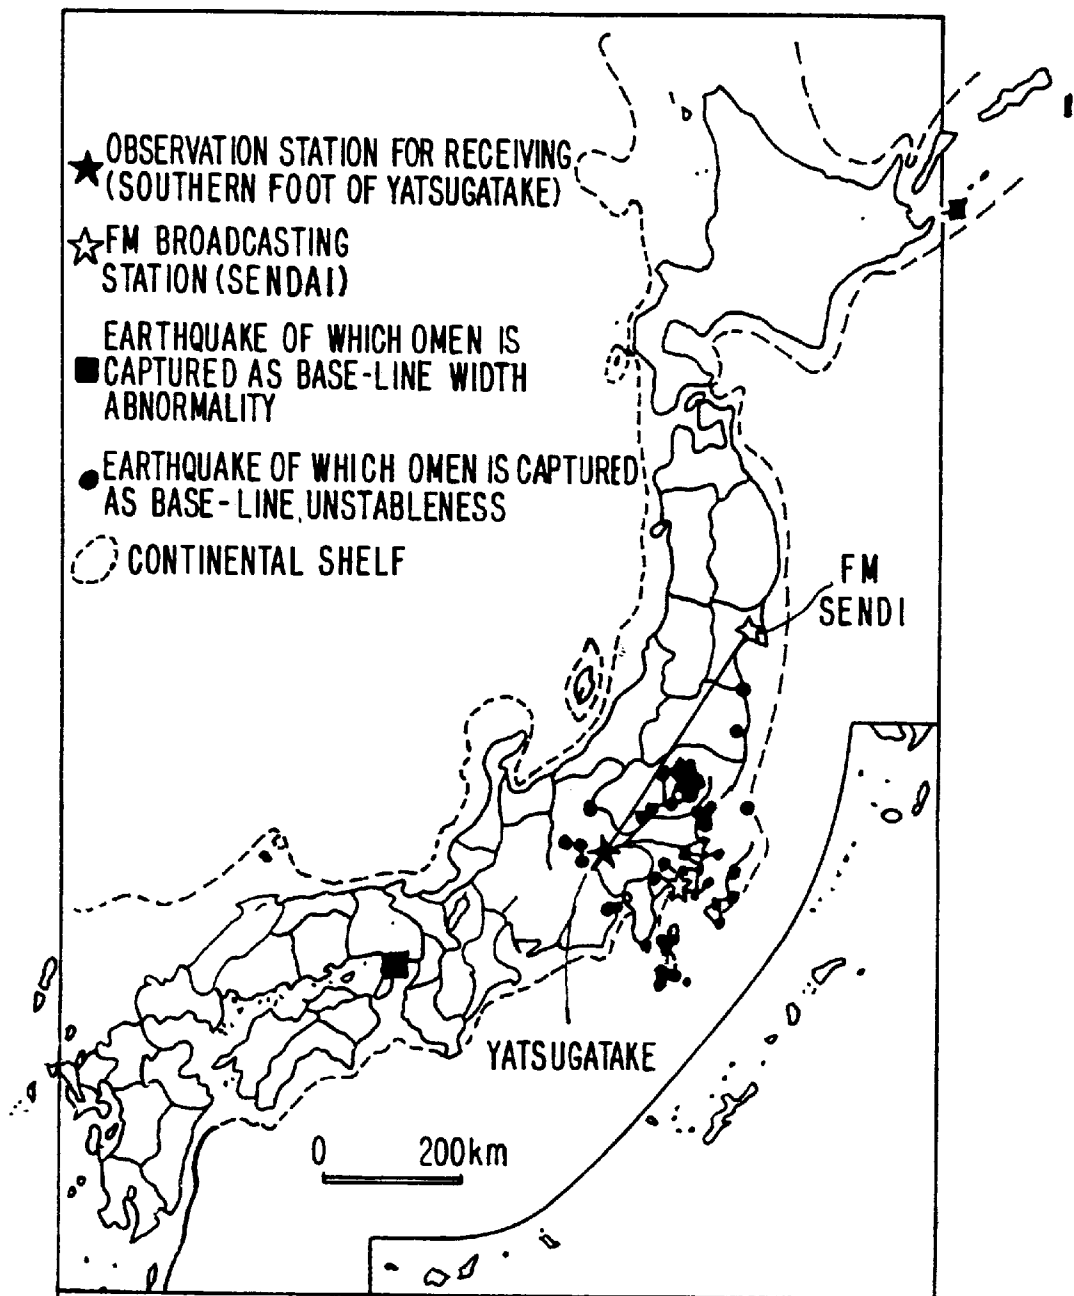 OBSERVATION STATION FOR RECEIVING
(SOUTHERN FOOT OF YATSUGATAKE)
FM BROADCASTING
STATION (SENDAI)
EARTHQUAKE OF WHICH OMEN IS
CAPTURED AS BASE-LINE WIDTH
ABNORMALITY
EARTHQUAKE OF WHICH OMEN IS CAPTURED
AS BASE-LINE UNSTABLENESS
CONTINENTAL SHELF
FM
SENDI
YATSUGATAKE
0 200km